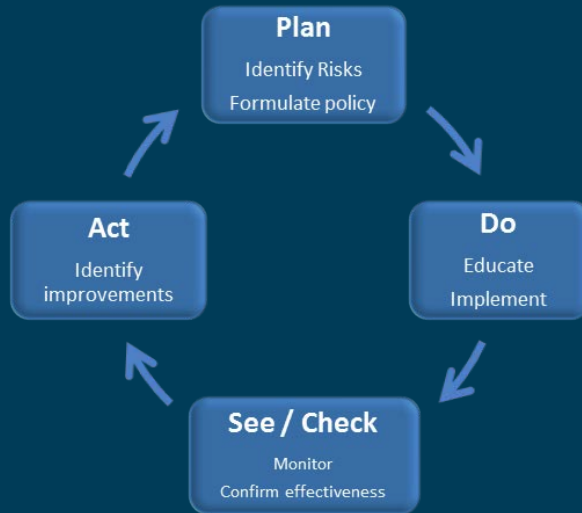 Plan
Identify Risks
Formulate policy
Do
Educate
Implement
See / Check
Monitor
Confirm effectiveness
Act
Identify
improvements